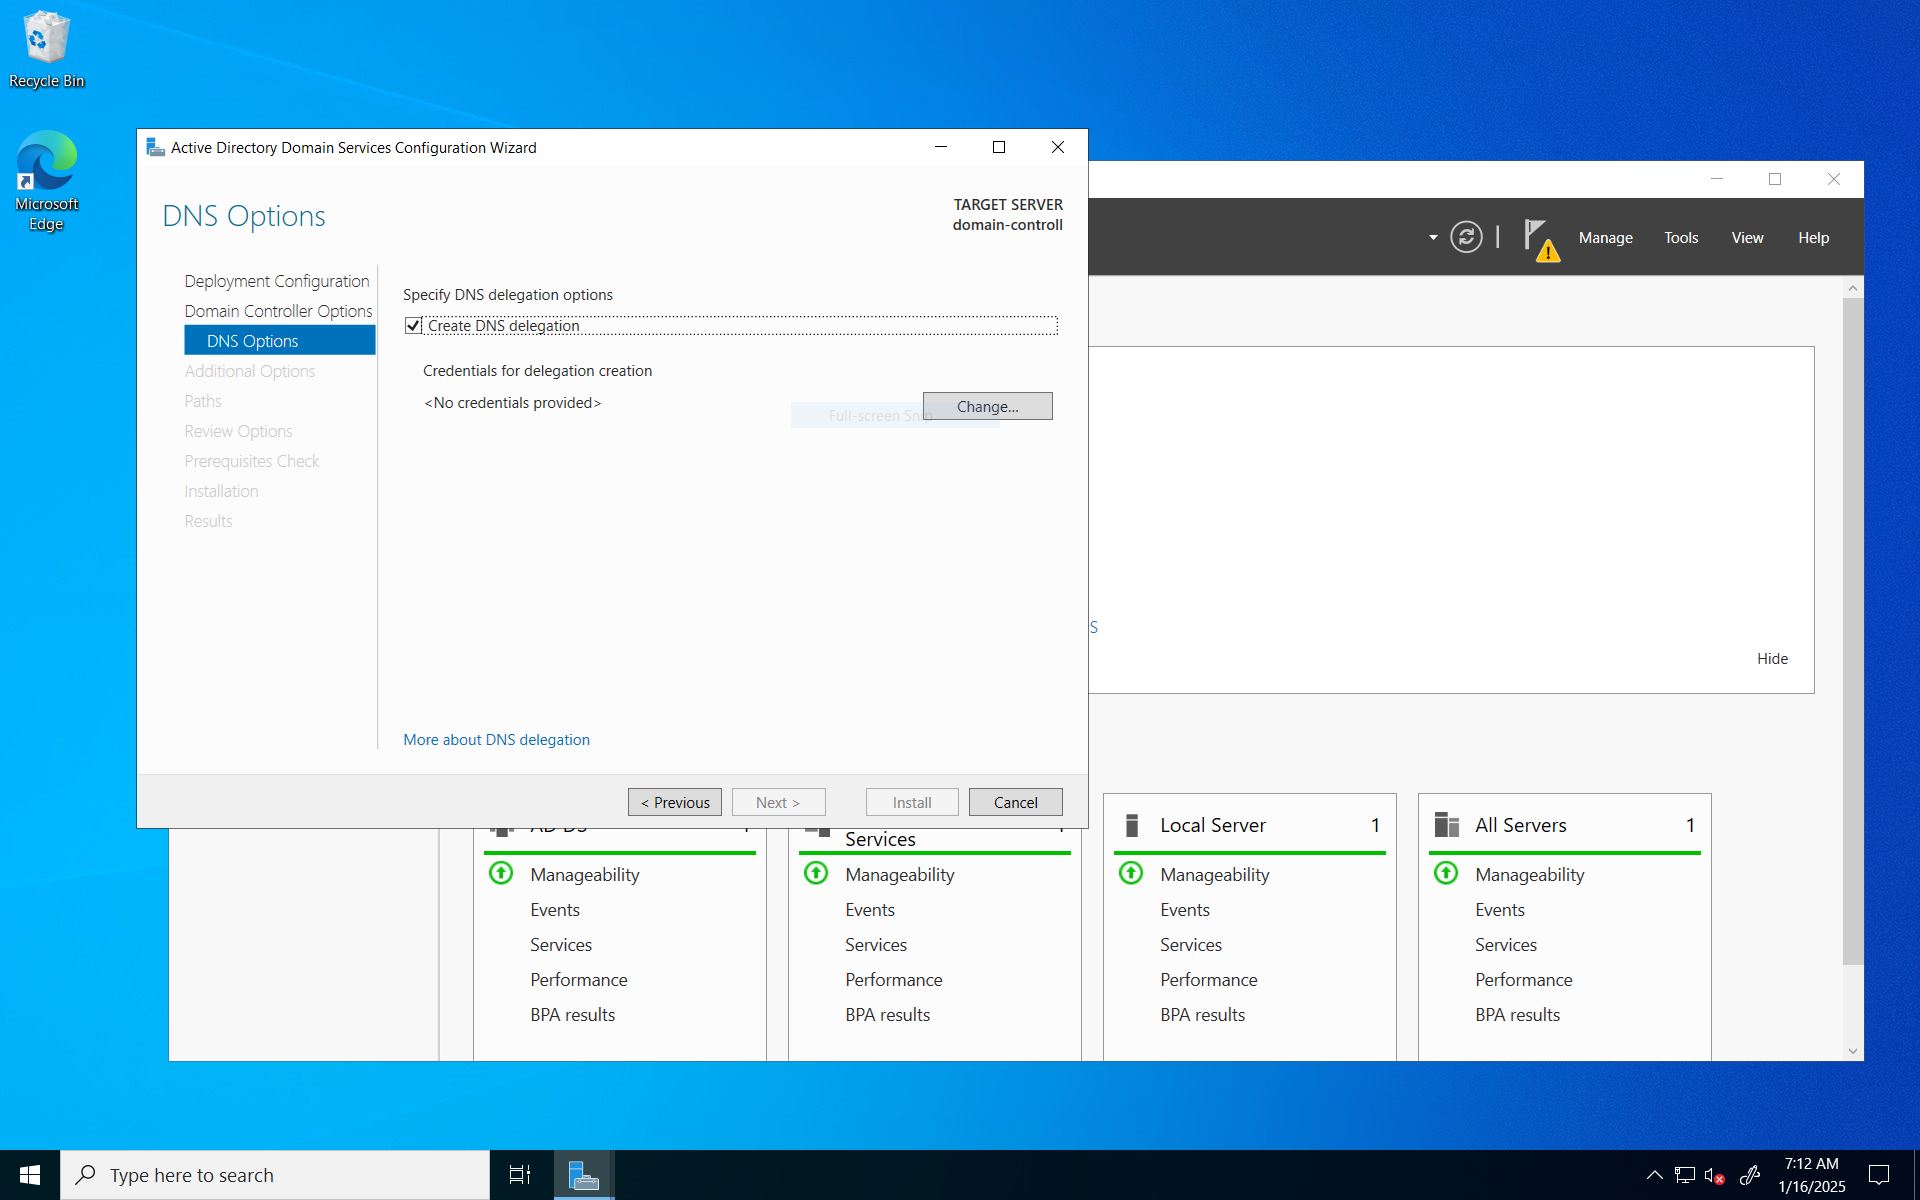 Recycle Bin
Microsoft
Edge
Active Directory Domain Services Configuration Wizard
DNS Options
TARGET SERVER
domain-controll
Deployment Configuration
Domain Controller Options
DNS Options
Additional Options
Paths
Review Options
Prerequisites Check
Installation
Results
Specify DNS delegation options
Create DNS delegation
Credentials for delegation creation
<No credentials provided>
Full-screen Snip
Change...
More about DNS delegation
< Previous
Next >
Install
Cancel
Manage
Tools
View
Help
S
Hide
AD DS 1
Manageability
Events
Services
Performance
BPA results
Services 1
Manageability
Events
Services
Performance
BPA results
Local Server 1
Manageability
Events
Services
Performance
BPA results
All Servers 1
Manageability
Events
Services
Performance
BPA results
Type here to search
7:12 AM
1/16/2025